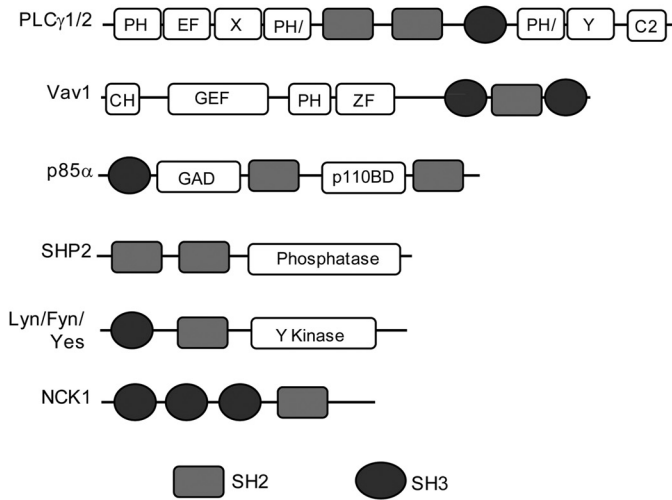 PLCγ1/2 PH EF X PH/ PH/ Y C2
Vav1 CH GEF PH ZF
p85α GAD p110BD
SHP2 Phosphatase
Lyn/Fyn/
Yes Y Kinase
NCK1
SH2 SH3